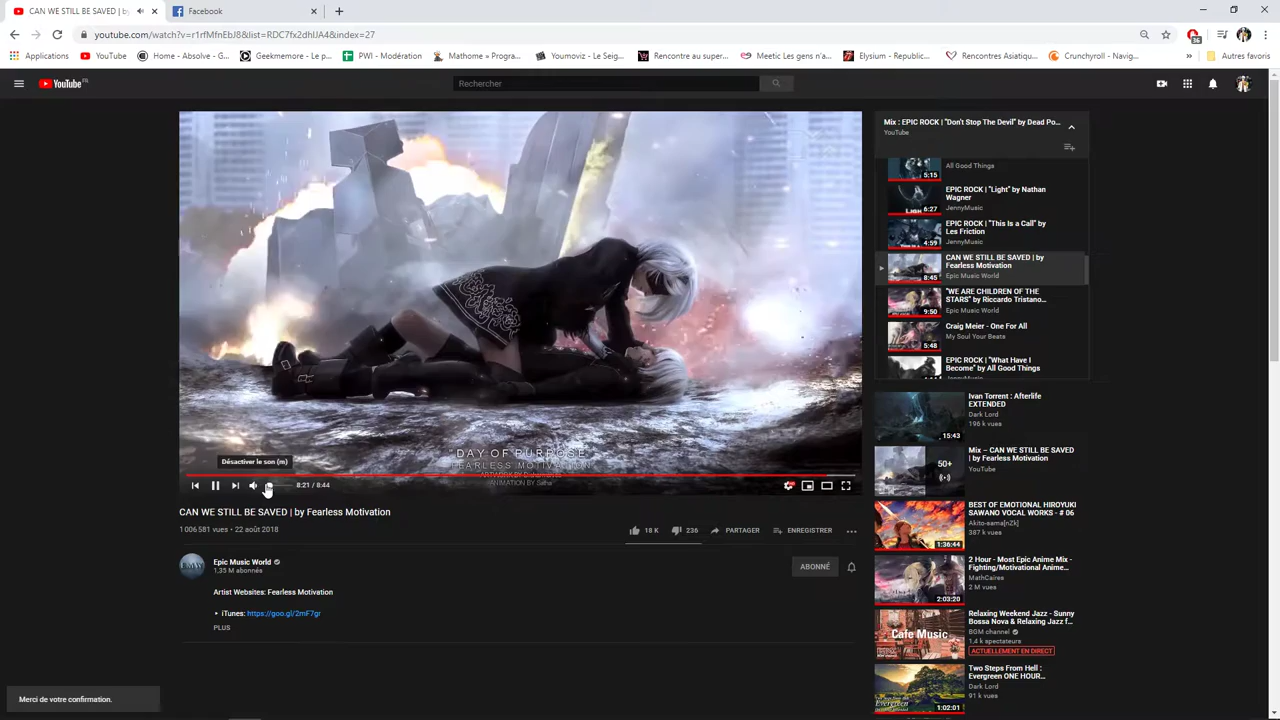 CAN WE STILL BE SAVED | by
Facebook
youtube.com/watch?v=r1rfMfnEbJ8&list=RDC7fx2dhIJA4&index=27
Applications
YouTube
Home - Absolve - G...
Geekmemore - Le p...
PWI - Modération
Mathome » Progra...
Youmoviz - Le Seig...
Rencontre au super...
Meetic Les gens n'a...
Elysium - Republic...
Rencontres Asiatiqu...
Crunchyroll - Navig...
»
Autres favoris
YouTube FR
Rechercher
Mix : EPIC ROCK | "Don't Stop The Devil" by Dead Po...
YouTube
All Good Things
5:15
EPIC ROCK | "Light" by Nathan
Wagner
JennyMusic
6:27
EPIC ROCK | "This Is a Call" by
Les Friction
JennyMusic
4:59
CAN WE STILL BE SAVED | by
Fearless Motivation
Epic Music World
8:45
"WE ARE CHILDREN OF THE
STARS" by Riccardo Tristano...
Epic Music World
9:50
Craig Meier - One For All
My Soul Your Beats
5:48
EPIC ROCK | "What Have I
Become" by All Good Things
JennyMusic
DAY OF PURPOSE
FEARLESS MOTIVATION
Désactiver le son (m)
8:21 / 8:44
CAN WE STILL BE SAVED | by Fearless Motivation
1 006 581 vues • 22 août 2018
18 K
236
PARTAGER
ENREGISTRER
Epic Music World
1,35 M abonnés
ABONNÉ
Artist Websites: Fearless Motivation
‣ iTunes: https://goo.gl/2mF7gr
PLUS
Ivan Torrent : Afterlife
EXTENDED
Dark Lord
196 k vues
15:43
Mix – CAN WE STILL BE SAVED
| by Fearless Motivation
YouTube
50+
BEST OF EMOTIONAL HIROYUKI
SAWANO VOCAL WORKS - # 06
Akito-sama[nZk]
387 k vues
1:36:44
2 Hour - Most Epic Anime Mix -
Fighting/Motivational Anime...
MathCaires
2 M vues
2:03:20
Relaxing Weekend Jazz - Sunny
Bossa Nova & Relaxing Jazz f...
BGM channel
1,4 k spectateurs
ACTUELLEMENT EN DIRECT
Cafe Music
Two Steps From Hell :
Evergreen ONE HOUR...
Dark Lord
91 k vues
1:02:01
Evergreen
Merci de votre confirmation.